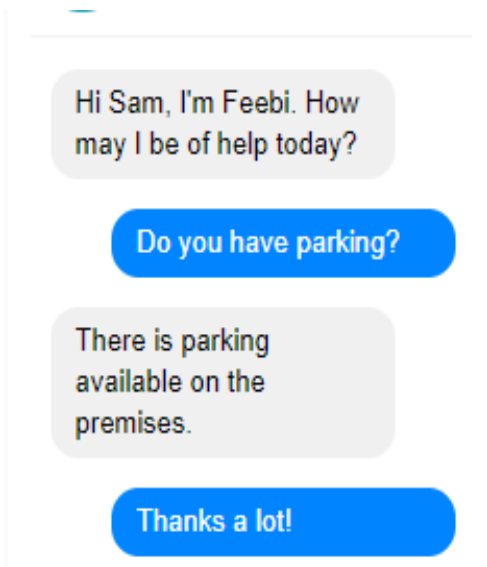 Hi Sam, I'm Feebi. How
may I be of help today?
Do you have parking?
There is parking
available on the
premises.
Thanks a lot!